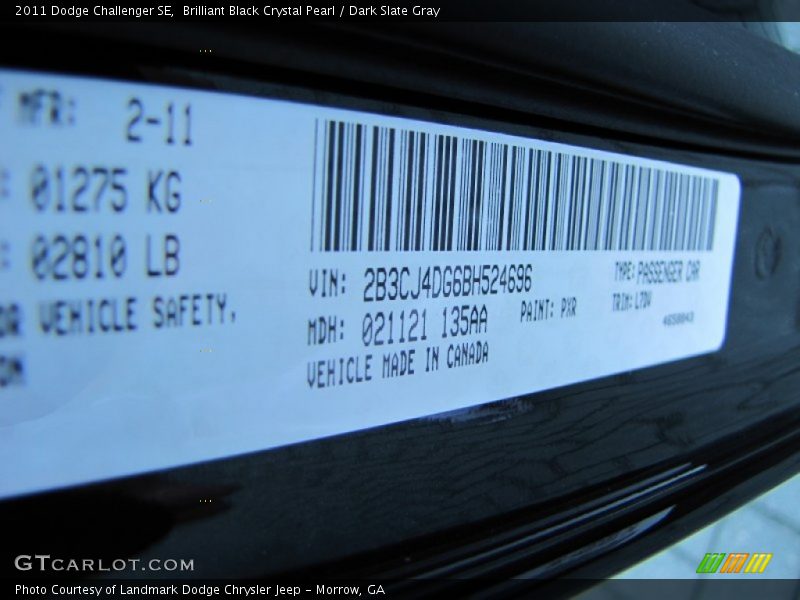 2011 Dodge Challenger SE,  Brilliant Black Crystal Pearl / Dark Slate Gray
MFR: 2-11
01275 KG
02810 LB
VEHICLE SAFETY,
VIN: 2B3CJ4DG6BH524696
TYPE: PASSENGER CAR
MDH: 021121 135AA
PAINT: PXR
TRIM: L7DV
VEHICLE MADE IN CANADA
GTCARLOT.COM
Photo Courtesy of Landmark Dodge Chrysler Jeep - Morrow, GA